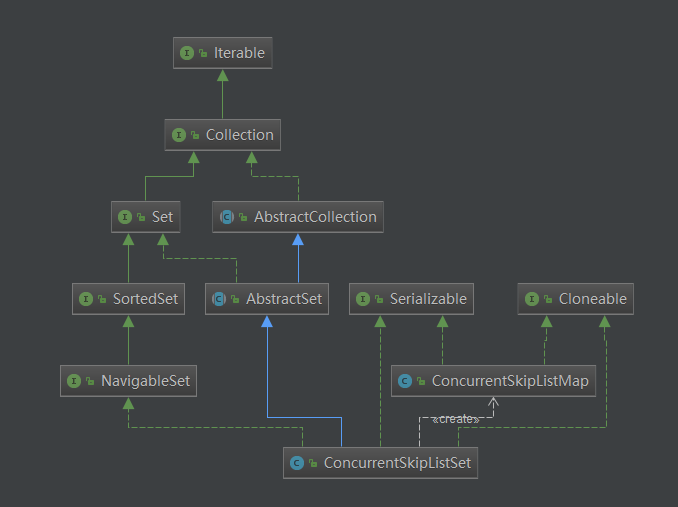 I Iterable
I Collection
I Set
C AbstractCollection
I SortedSet
C AbstractSet
I Serializable
I Cloneable
I NavigableSet
C ConcurrentSkipListMap
«create»
C ConcurrentSkipListSet